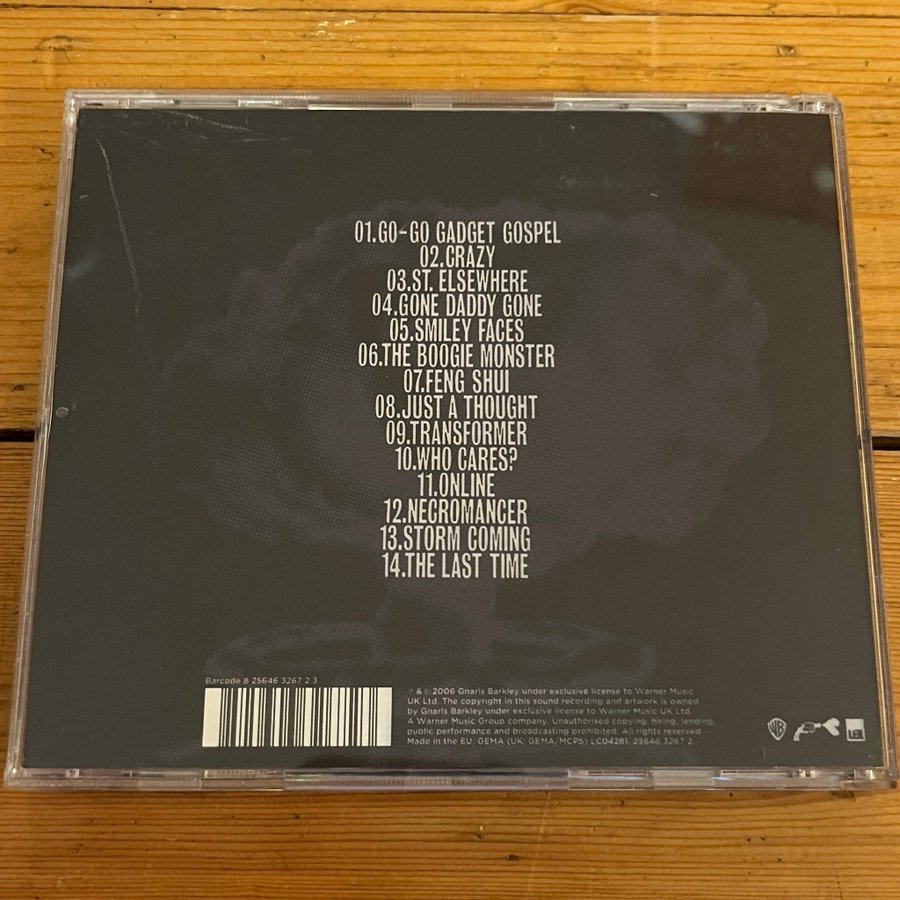 01.GO-GO GADGET GOSPEL
02.CRAZY
03.ST. ELSEWHERE
04.GONE DADDY GONE
05.SMILEY FACES
06.THE BOOGIE MONSTER
07.FENG SHUI
08.JUST A THOUGHT
09.TRANSFORMER
10.WHO CARES?
11.ONLINE
12.NECROMANCER
13.STORM COMING
14.THE LAST TIME
Barcode 8 25646 3267 2 3
℗ & © 2006 Gnarls Barkley under exclusive license to Warner Music
UK Ltd. The copyright in this sound recording and artwork is owned
by Gnarls Barkley under exclusive license to Warner Music UK Ltd.
A Warner Music Group company. Unauthorised copying, hiring, lending,
public performance and broadcasting prohibited. All rights reserved.
Made in the EU. GEMA (UK: GEMA/MCPS) LC04281. 25646 3267 2
WB
LEX